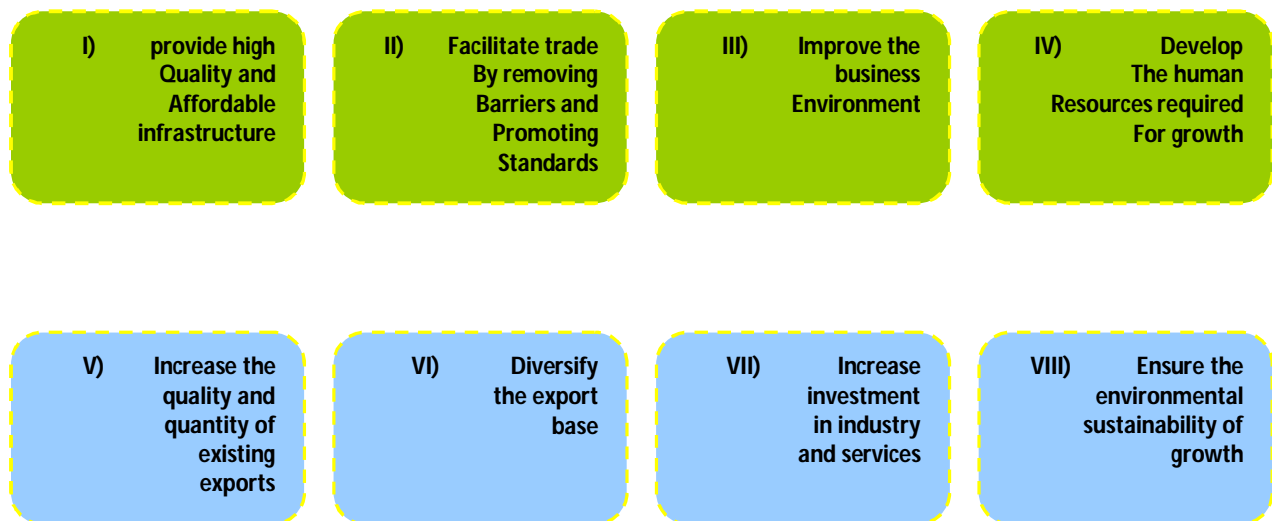 I) provide high
Quality and
Affordable
infrastructure
II) Facilitate trade
By removing
Barriers and
Promoting
Standards
III) Improve the
business
Environment
IV) Develop
The human
Resources required
For growth
V) Increase the
quality and
quantity of
existing
exports
VI) Diversify
the export
base
VII) Increase
investment
in industry
and services
VIII) Ensure the
environmental
sustainability of
growth